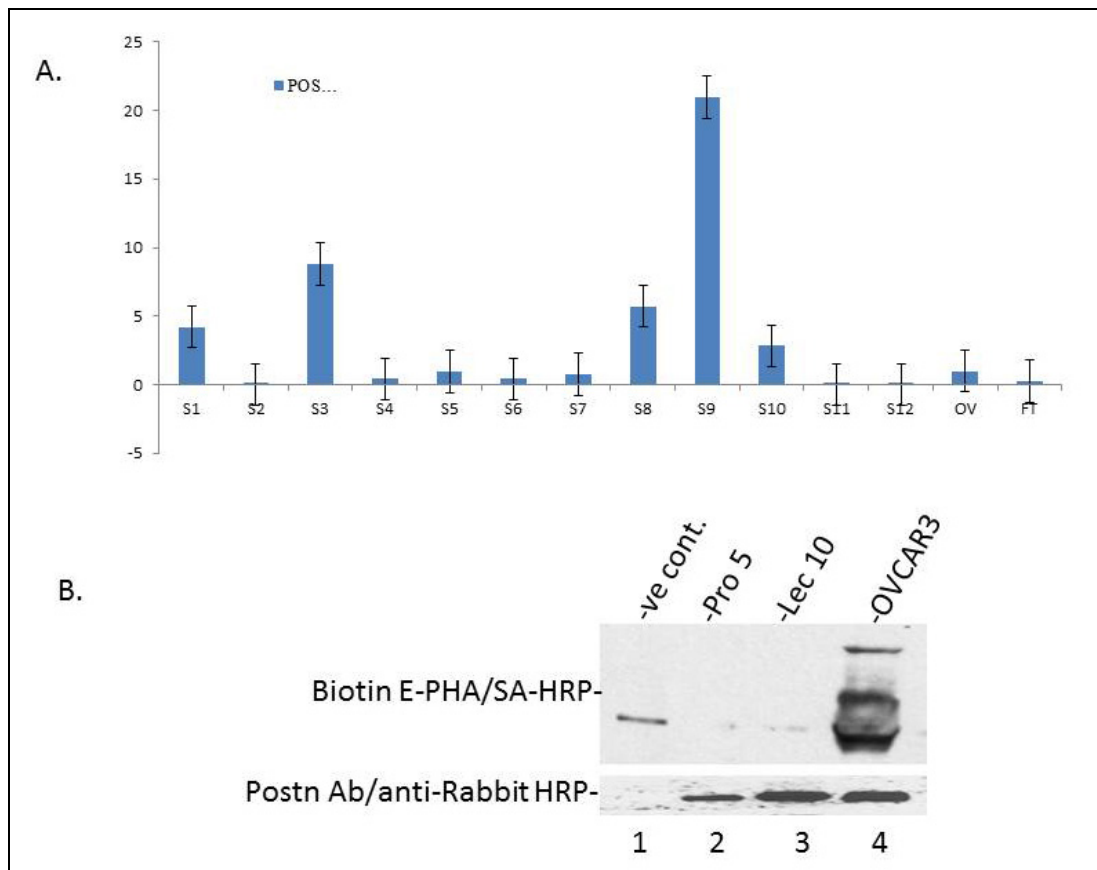 A.
25
20
15
10
5
0
-5
POS...
S1 S2 S3 S4 S5 S6 S7 S8 S9 S10 S11 S12 OV FT
B.
-ve cont. -Pro 5 -Lec 10 -OVCAR3
Biotin E-PHA/SA-HRP-
Postn Ab/anti-Rabbit HRP-
1 2 3 4